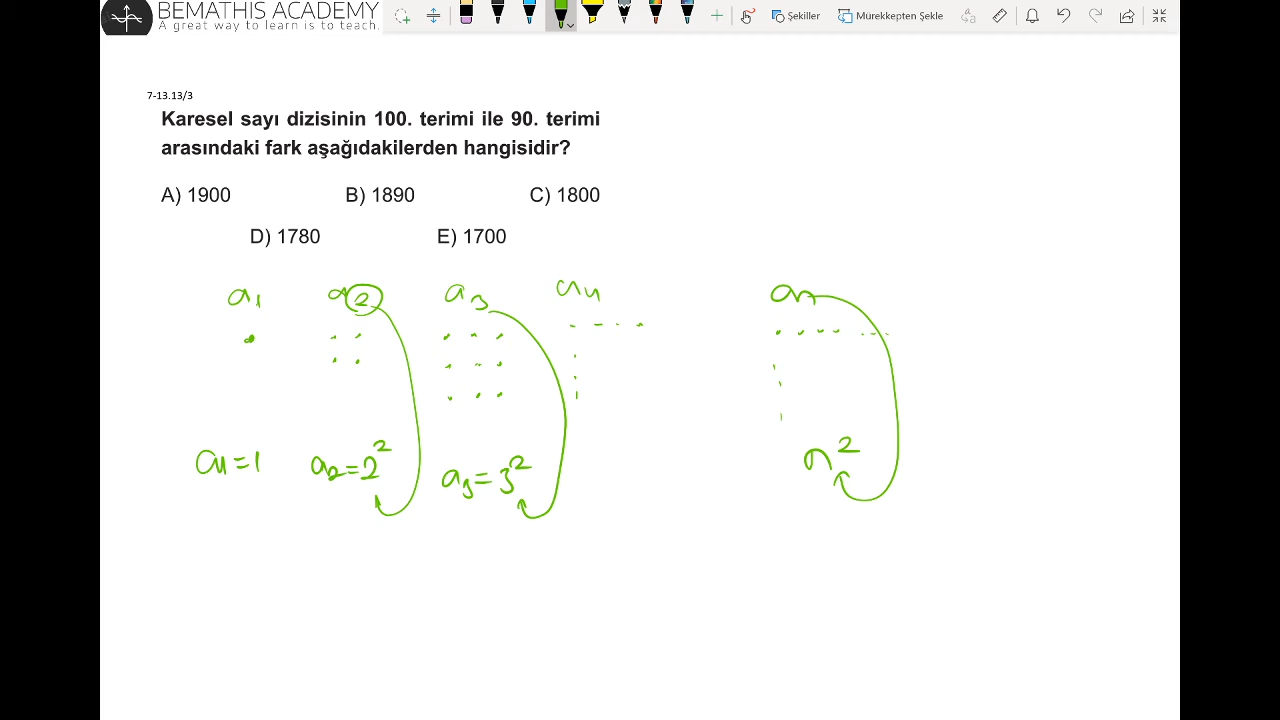 BEMATHIS ACADEMY
A great way to learn is to teach.
Şekiller
Mürekkepten Şekle
7-13.13/3
Karesel sayı dizisinin 100. terimi ile 90. terimi
arasındaki fark aşağıdakilerden hangisidir?
A) 1900 B) 1890 C) 1800
D) 1780 E) 1700
a₁ a₂ a₃ a₄ aₙ
a₁=1 a₂=2² a₃=3² n²